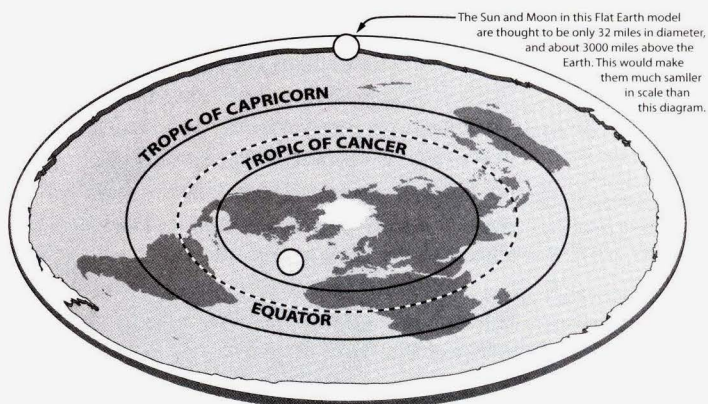 The Sun and Moon in this Flat Earth model
are thought to be only 32 miles in diameter,
and about 3000 miles above the
Earth. This would make
them much samller
in scale than
this diagram.
TROPIC OF CAPRICORN
TROPIC OF CANCER
EQUATOR